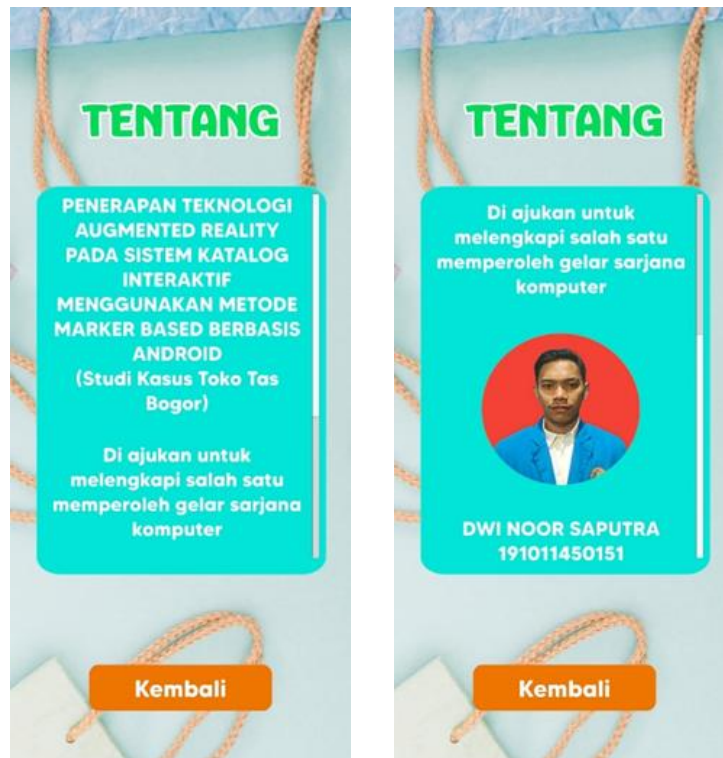 TENTANG
PENERAPAN TEKNOLOGI
AUGMENTED REALITY
PADA SISTEM KATALOG
INTERAKTIF
MENGGUNAKAN METODE
MARKER BASED BERBASIS
ANDROID
(Studi Kasus Toko Tas
Bogor)
Di ajukan untuk
melengkapi salah satu
memperoleh gelar sarjana
komputer
Kembali
TENTANG
Di ajukan untuk
melengkapi salah satu
memperoleh gelar sarjana
komputer
DWI NOOR SAPUTRA
191011450151
Kembali